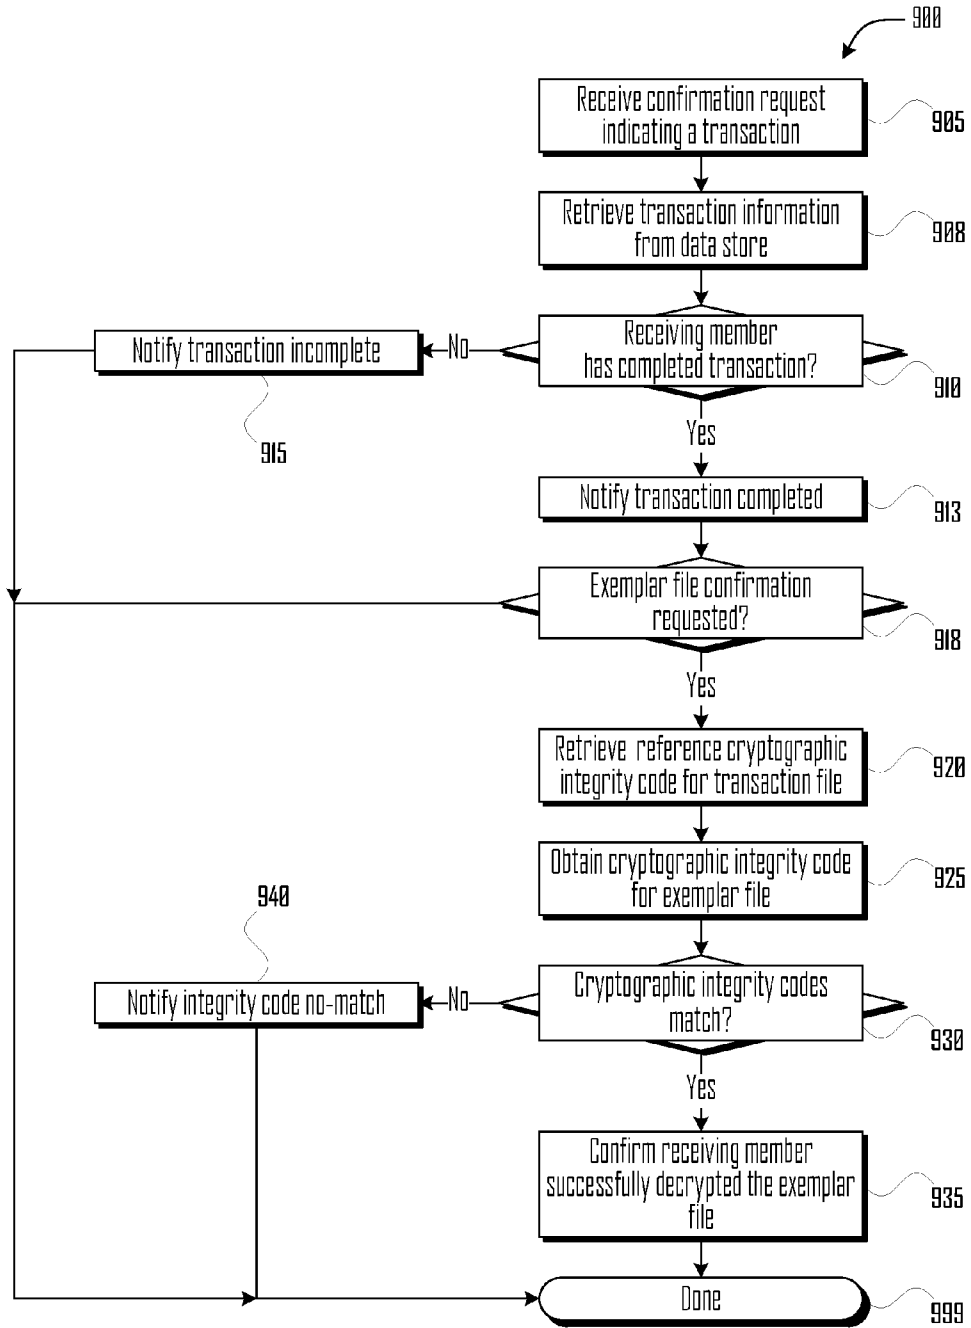 900
Receive confirmation request
indicating a transaction
905
Retrieve transaction information
from data store
908
Receiving member
has completed transaction?
910
No
Notify transaction incomplete
915
Yes
Notify transaction completed
913
Exemplar file confirmation
requested?
918
Yes
Retrieve reference cryptographic
integrity code for transaction file
920
Obtain cryptographic integrity code
for exemplar file
925
940
Cryptographic integrity codes
match?
930
No
Notify integrity code no-match
Yes
Confirm receiving member
successfully decrypted the exemplar
file
935
Done
999